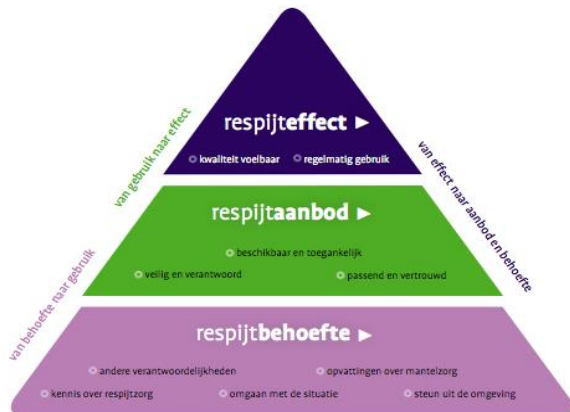 respijteffect
kwaliteit voelbaar regelmatig gebruik
van gebruik naar effect
van effect naar aanbod en behoefte
respijtaanbod
beschikbaar en toegankelijk
veilig en verantwoord passend en vertrouwd
van behoefte naar gebruik
respijtbehoefte
andere verantwoordelijkheden opvattingen over mantelzorg
kennis over respijtzorg omgaan met de situatie steun uit de omgeving